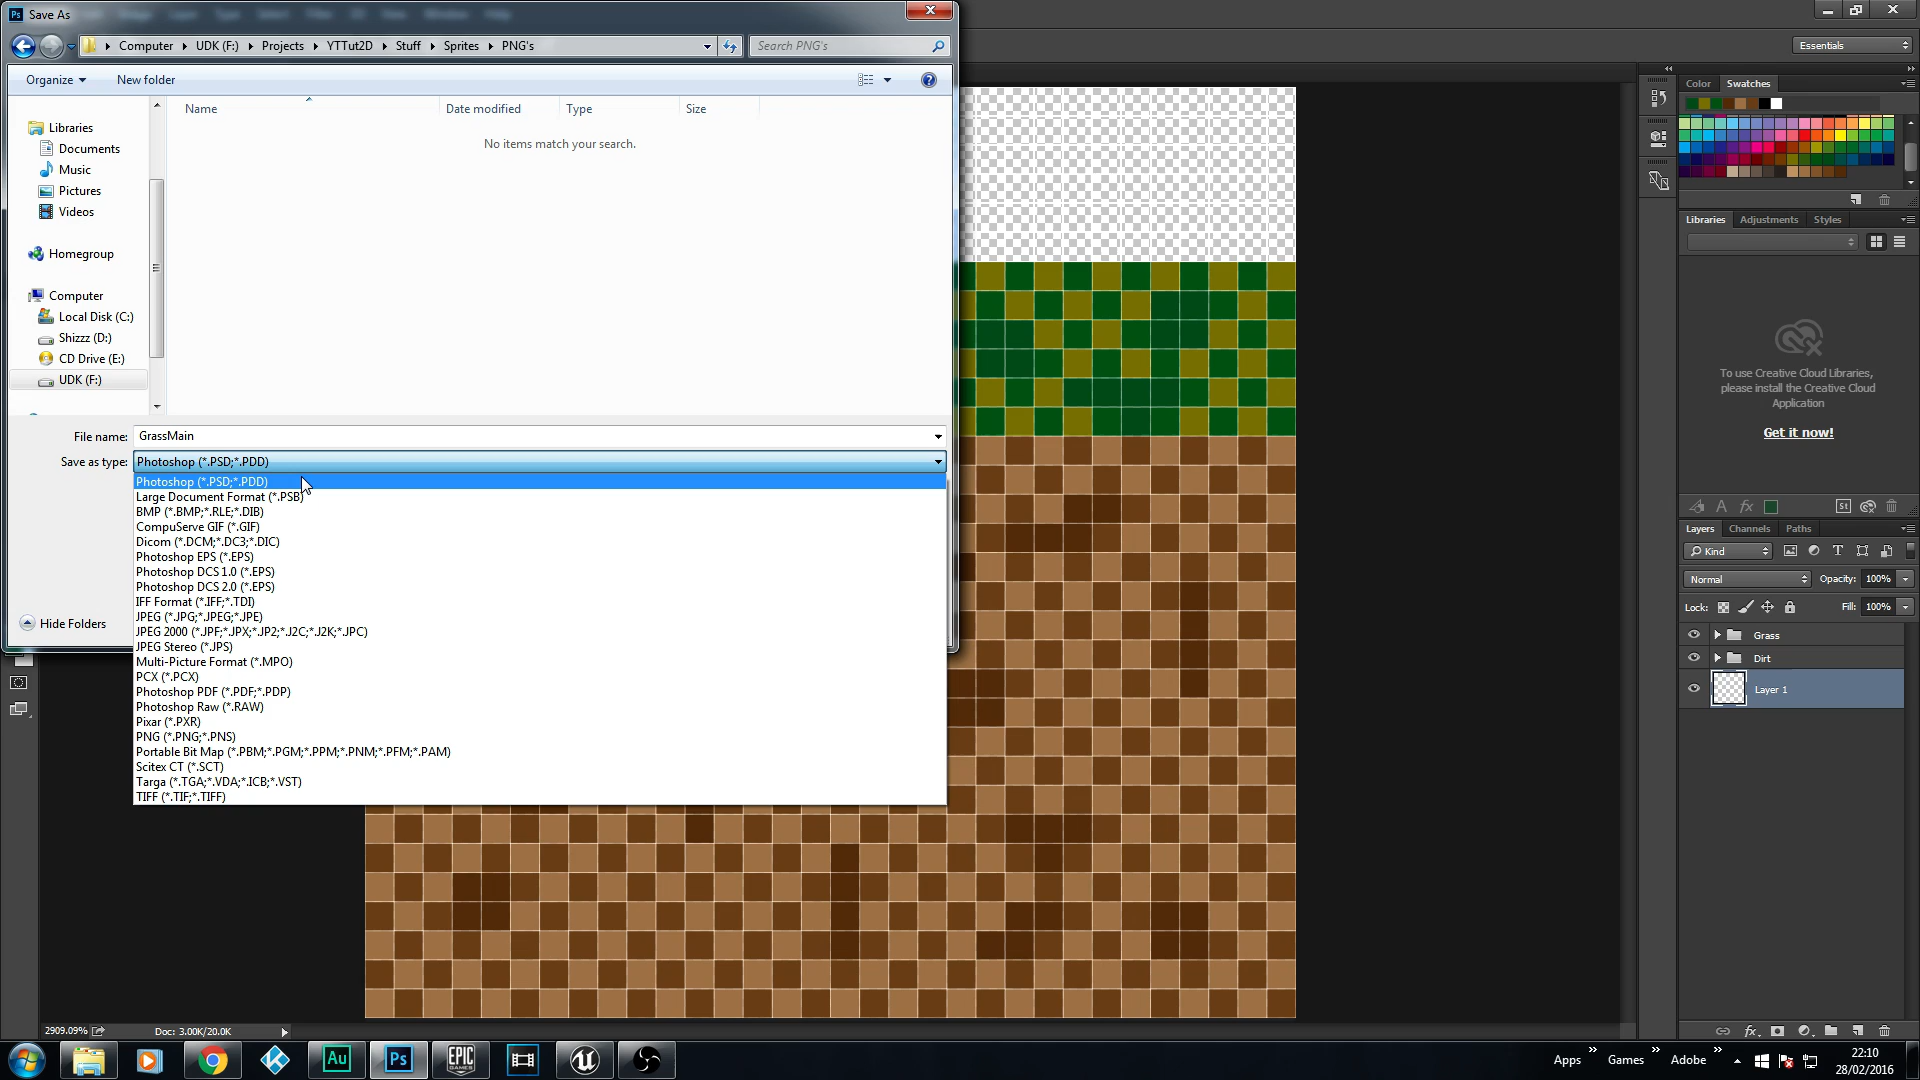 Ps Save As
Computer UDK (F:) Projects YTTut2D Stuff Sprites PNG's Search PNG's
Essentials
Organize New folder
Color Swatches
Name Date modified Type Size
No items match your search.
Libraries
Documents
Music
Pictures
Videos
Homegroup
Computer
Local Disk (C:)
Shizzz (D:)
CD Drive (E:)
UDK (F:)
Libraries Adjustments Styles
To use Creative Cloud Libraries,
please install the Creative Cloud
Application
Get it now!
File name: GrassMain
Save as type: Photoshop (*.PSD;*.PDD)
Photoshop (*.PSD;*.PDD)
Large Document Format (*.PSB)
BMP (*.BMP;*.RLE;*.DIB)
CompuServe GIF (*.GIF)
Dicom (*.DCM;*.DC3;*.DIC)
Photoshop EPS (*.EPS)
Photoshop DCS 1.0 (*.EPS)
Photoshop DCS 2.0 (*.EPS)
IFF Format (*.IFF;*.TDI)
JPEG (*.JPG;*.JPEG;*.JPE)
JPEG 2000 (*.JPF;*.JPX;*.JP2;*.J2C;*.J2K;*.JPC)
JPEG Stereo (*.JPS)
Multi-Picture Format (*.MPO)
PCX (*.PCX)
Photoshop PDF (*.PDF;*.PDP)
Photoshop Raw (*.RAW)
Pixar (*.PXR)
PNG (*.PNG;*.PNS)
Portable Bit Map (*.PBM;*.PGM;*.PPM;*.PNM;*.PFM;*.PAM)
Scitex CT (*.SCT)
Targa (*.TGA;*.VDA;*.ICB;*.VST)
TIFF (*.TIF;*.TIFF)
Hide Folders
A fx St
Layers Channels Paths
Kind T
Normal Opacity: 100%
Lock: Fill: 100%
Grass
Dirt
Layer 1
fx
2909.09% Doc: 3.00K/20.0K
Au Ps EPIC GAMES
Apps Games Adobe
22:10
28/02/2016